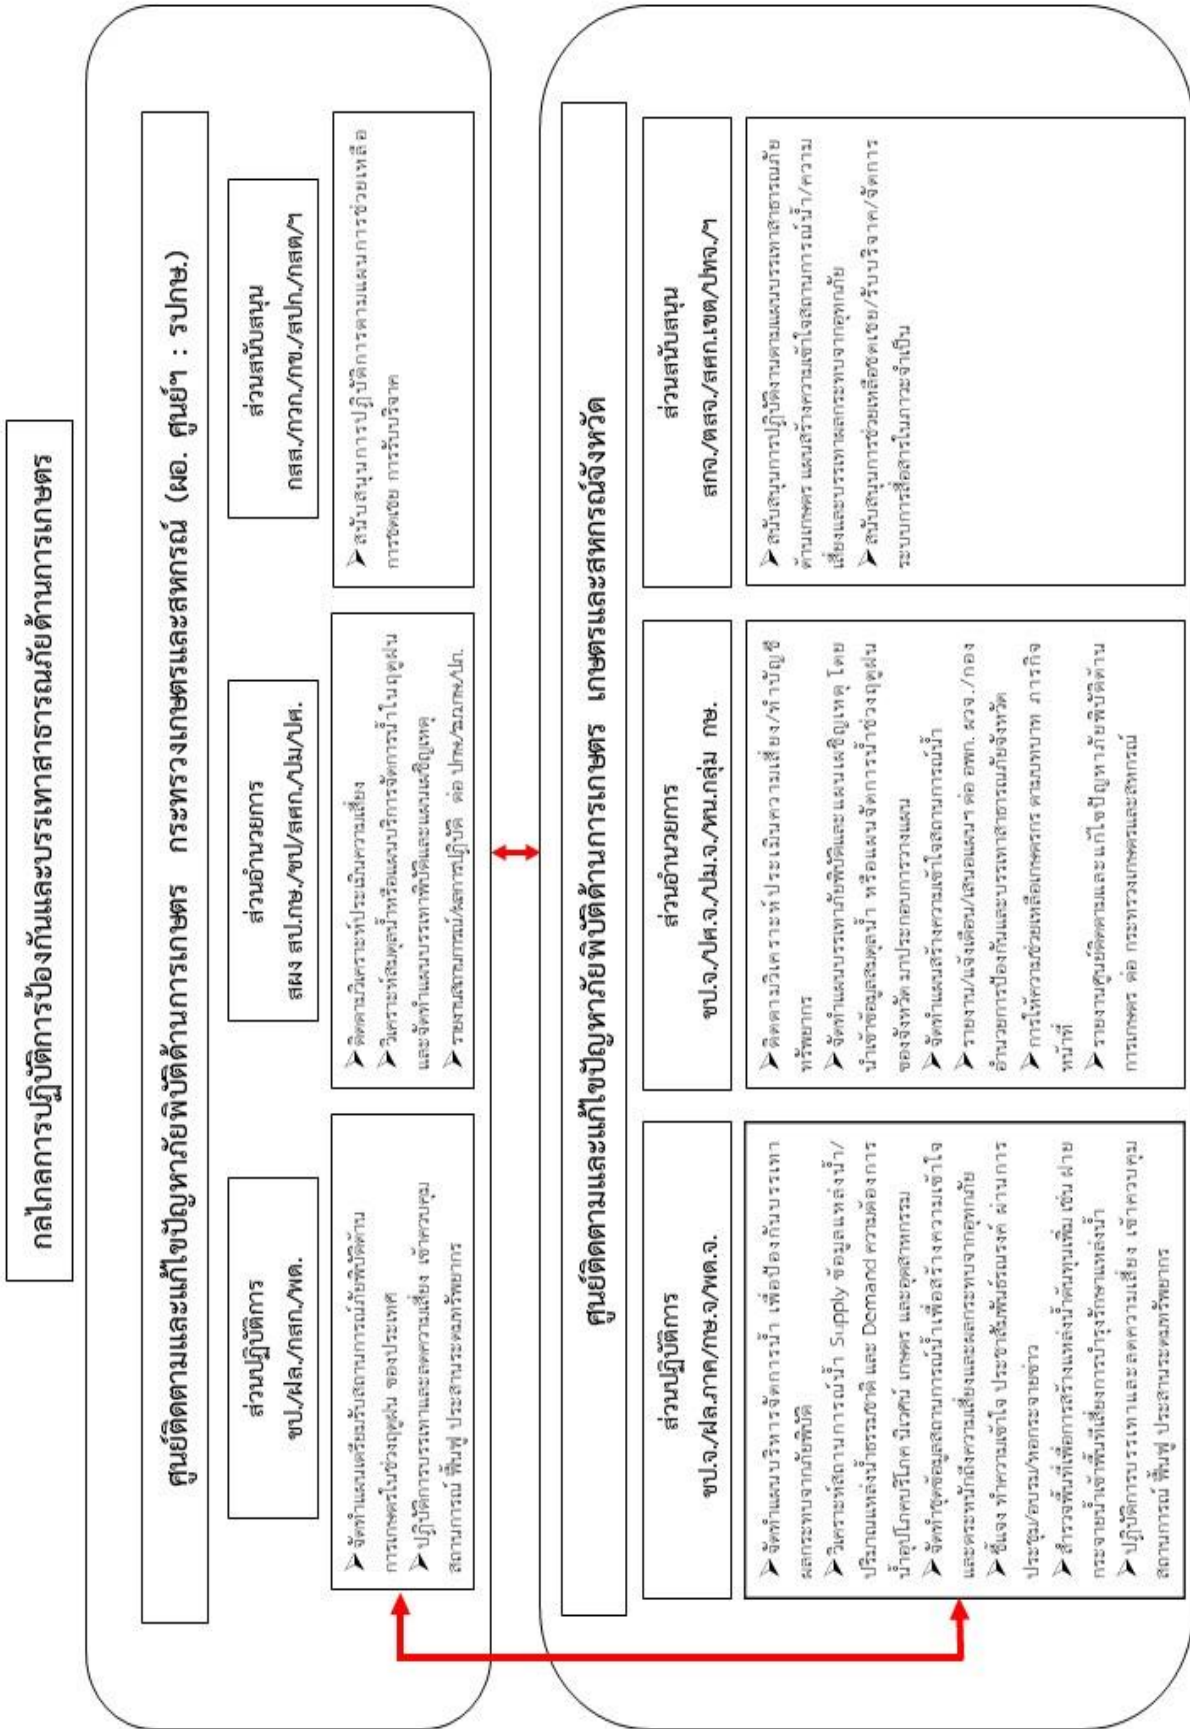 กลไกลการปฏิบัติการป้องกันและบรรเทาสาธารณภัยด้านการเกษตร
ศูนย์ติดตามและแก้ไขปัญหาภัยพิบัติด้านการเกษตร กระทรวงเกษตรและสหกรณ์ (ผอ. ศูนย์ฯ : รปกษ.)
ส่วนปฏิบัติการ
ขป./ฝล./กสก./พด.
➤ จัดทำแผนเตรียมรับสถานการณ์ภัยพิบัติด้าน
การเกษตรในช่วงฤดูฝน ของประเทศ
➤ ปฏิบัติการบรรเทาและลดความเสี่ยง เข้าควบคุม
สถานการณ์ ฟื้นฟู ประสานระดมทรัพยากร
ส่วนอำนวยการ
สผง สป.กษ./ขป/สศก./ปม/ปศ.
➤ ติดตามวิเคราะห์ประเมินความเสี่ยง
➤ วิเคราะห์สมดุลน้ำหรือแผนบริการจัดการน้ำในฤดูฝน
และจัดทำแผนบรรเทาพิบัติและแผนเผชิญเหตุ
➤ รายงานสถานการณ์/ผลการปฏิบัติ ต่อ ปกษ/รมว.กษ/ปภ.
ส่วนสนับสนุน
กสส./กวก./กข./สปก./กสต/ฯ
➤ สนับสนุนการปฏิบัติการตามแผนการช่วยเหลือ
การชดเชย การรับบริจาค
ศูนย์ติดตามและแก้ไขปัญหาภัยพิบัติด้านการเกษตร เกษตรและสหกรณ์จังหวัด
ส่วนปฏิบัติการ
ขป.จ./ฝล.ภาค/กษ.จ/พด.จ.
➤ จัดทำแผนบริหารจัดการน้ำ เพื่อป้องกันบรรเทา
ผลกระทบจากภัยพิบัติ
➤ วิเคราะห์สถานการณ์น้ำ Supply ข้อมูลแหล่งน้ำ/
ปริมาณแหล่งน้ำธรรมชาติ และ Demand ความต้องการ
น้ำอุปโภคบริโภค นิเวศน์ เกษตร และอุตสาหกรรม
➤ จัดทำชุดข้อมูลสถานการณ์น้ำเพื่อสร้างความเข้าใจ
และตระหนักถึงความเสี่ยงและผลกระทบจากอุทกภัย
➤ ชี้แจง ทำความเข้าใจ ประชาสัมพันธ์รณรงค์ ผ่านการ
ประชุม/อบรม/หอกระจายข่าว
➤ สำรวจพื้นที่เพื่อการสร้างแหล่งน้ำต้นทุนเพิ่ม เช่น ฝาย
กระจายน้ำเข้าพื้นที่เสี่ยงการบำรุงรักษาแหล่งน้ำ
➤ ปฏิบัติการบรรเทาและลดความเสี่ยง เข้าควบคุม
สถานการณ์ ฟื้นฟู ประสานระดมทรัพยากร
ส่วนอำนวยการ
ขป.จ./ปศ.จ./ปม.จ./หน.กลุ่ม กษ.
➤ ติดตามวิเคราะห์ประเมินความเสี่ยง/ทำบัญชี
ทรัพยากร
➤ จัดทำแผนบรรเทาภัยพิบัติและแผนเผชิญเหตุ โดย
นำเข้าข้อมูลสมดุลน้ำ หรือแผนจัดการน้ำช่วงฤดูฝน
ของจังหวัด มาประกอบการวางแผน
➤ จัดทำแผนสร้างความเข้าใจสถานการณ์น้ำ
➤ รายงาน/แจ้งเตือน/เสนอแผนฯ ต่อ อพก. ผวจ./กอง
อำนวยการป้องกันและบรรเทาสาธารณภัยจังหวัด
➤ การให้ความช่วยเหลือเกษตรกร ตามบทบาท ภารกิจ
หน้าที่
➤ รายงานศูนย์ติดตามและแก้ไขปัญหาภัยพิบัติด้าน
การเกษตร ต่อ กระทรวงเกษตรและสหกรณ์
ส่วนสนับสนุน
สกจ./ตสจ./สศก.เขต/ปทจ./ฯ
➤ สนับสนุนการปฏิบัติงานตามแผนบรรเทาสาธารณภัย
ด้านเกษตร แผนสร้างความเข้าใจสถานการณ์น้ำ/ความ
เสี่ยงและบรรเทาผลกระทบจากอุทกภัย
➤ สนับสนุนการช่วยเหลือชดเชย/รับบริจาค/จัดการ
ระบบการสื่อสารในภาวะจำเป็น